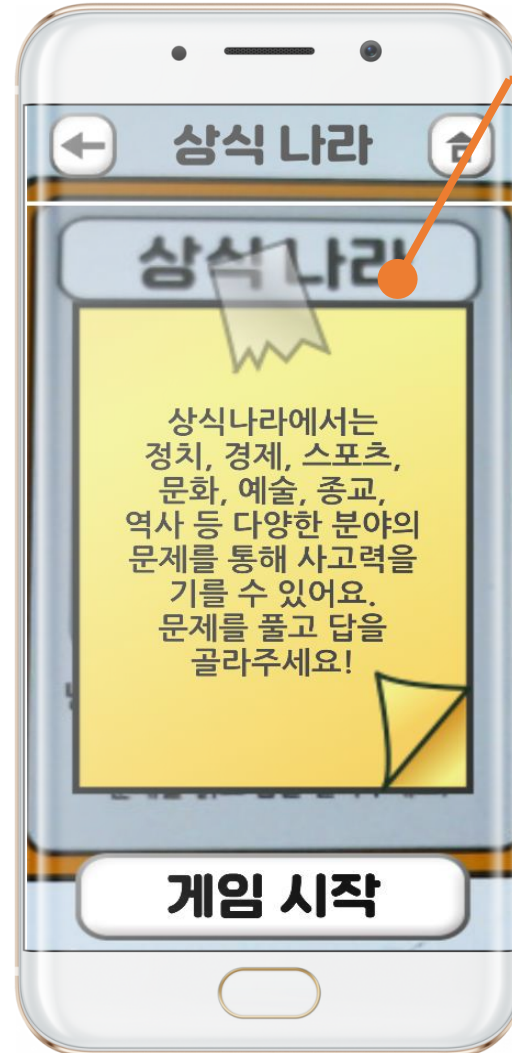 상식 나라
상식 나라
상식나라에서는
정치, 경제, 스포츠,
문화, 예술, 종교,
역사 등 다양한 분야의
문제를 통해 사고력을
기를 수 있어요.
문제를 풀고 답을
골라주세요!
게임 시작